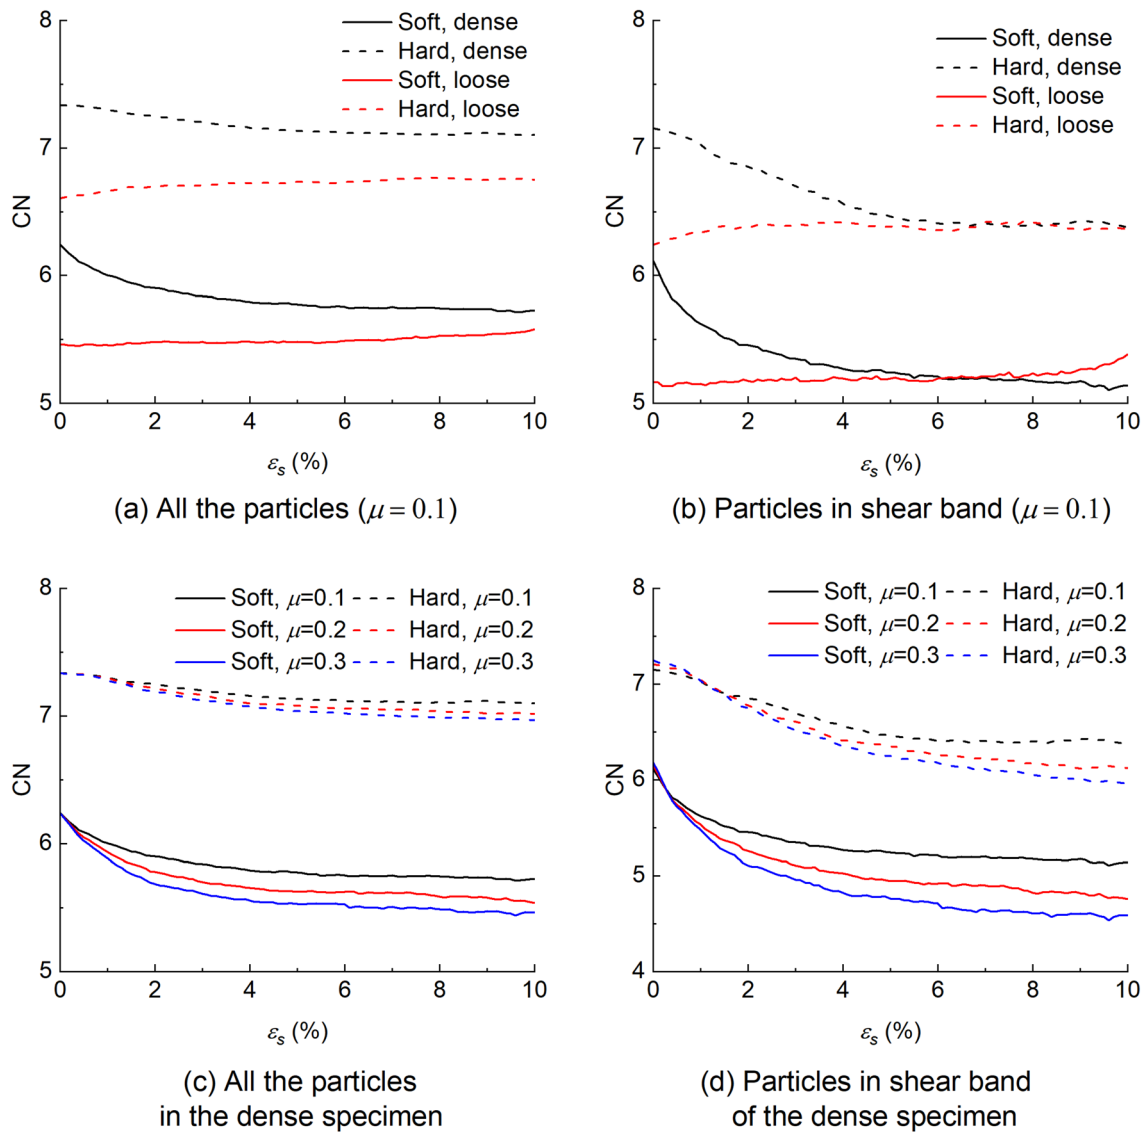 8
7
6
5
CN
0
2
4
6
8
10
εs (%)
Soft, dense
Hard, dense
Soft, loose
Hard, loose
(a) All the particles (μ = 0.1)
8
7
6
5
CN
0
2
4
6
8
10
εs (%)
Soft, dense
Hard, dense
Soft, loose
Hard, loose
(b) Particles in shear band (μ = 0.1)
8
7
6
5
CN
0
2
4
6
8
10
εs (%)
Soft, μ=0.1 Hard, μ=0.1
Soft, μ=0.2 Hard, μ=0.2
Soft, μ=0.3 Hard, μ=0.3
(c) All the particles
in the dense specimen
8
7
6
5
4
CN
0
2
4
6
8
10
εs (%)
Soft, μ=0.1 Hard, μ=0.1
Soft, μ=0.2 Hard, μ=0.2
Soft, μ=0.3 Hard, μ=0.3
(d) Particles in shear band
of the dense specimen